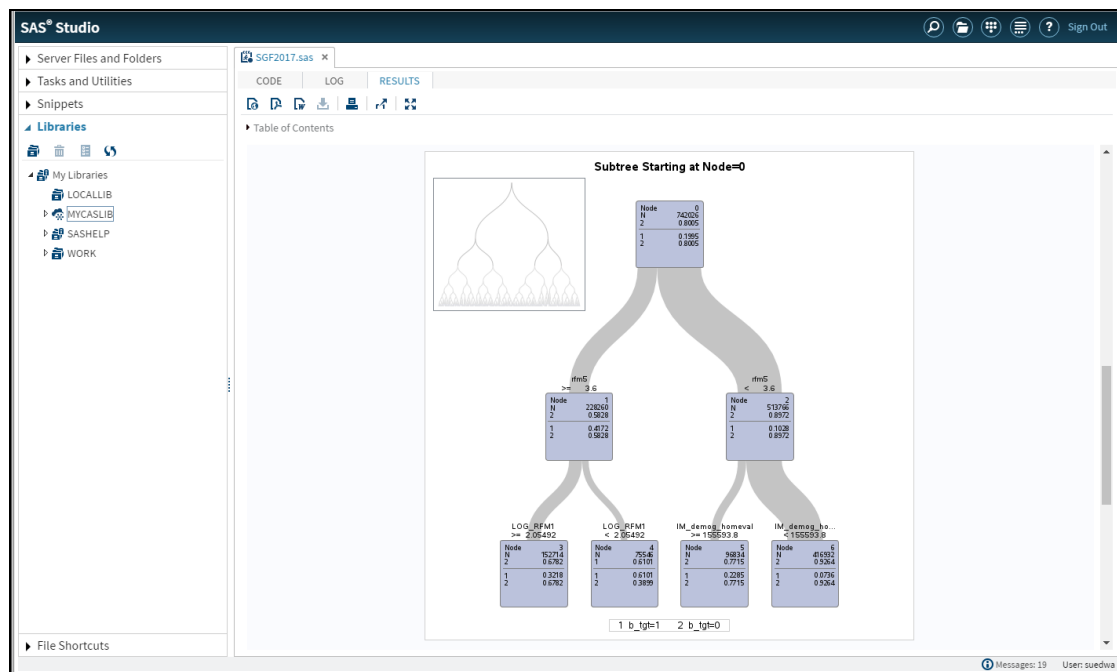 SAS® Studio
Sign Out
Server Files and Folders
Tasks and Utilities
Snippets
Libraries
My Libraries
LOCALLIB
MYCASLIB
SASHELP
WORK
File Shortcuts
SGF2017.sas ×
CODE LOG RESULTS
Table of Contents
Subtree Starting at Node=0
Node 0
N 742026
2 0.8005
1 0.1995
2 0.8005
rfm5
>= 3.6
Node 1
N 228260
2 0.5828
1 0.4172
2 0.5828
rfm5
< 3.6
Node 2
N 513766
2 0.8972
1 0.1028
2 0.8972
LOG_RFM1
>= 2.05492
Node 3
N 152714
2 0.6782
1 0.3218
2 0.6782
LOG_RFM1
< 2.05492
Node 4
N 75546
1 0.6101
1 0.6101
2 0.3899
IM_demog_homeval
>= 155593.8
Node 5
N 96834
2 0.7715
1 0.2285
2 0.7715
IM_demog_ho...
< 155593.8
Node 6
N 416932
2 0.9264
1 0.0736
2 0.9264
1 b_tgt=1 2 b_tgt=0
Messages: 19 User: suedwa